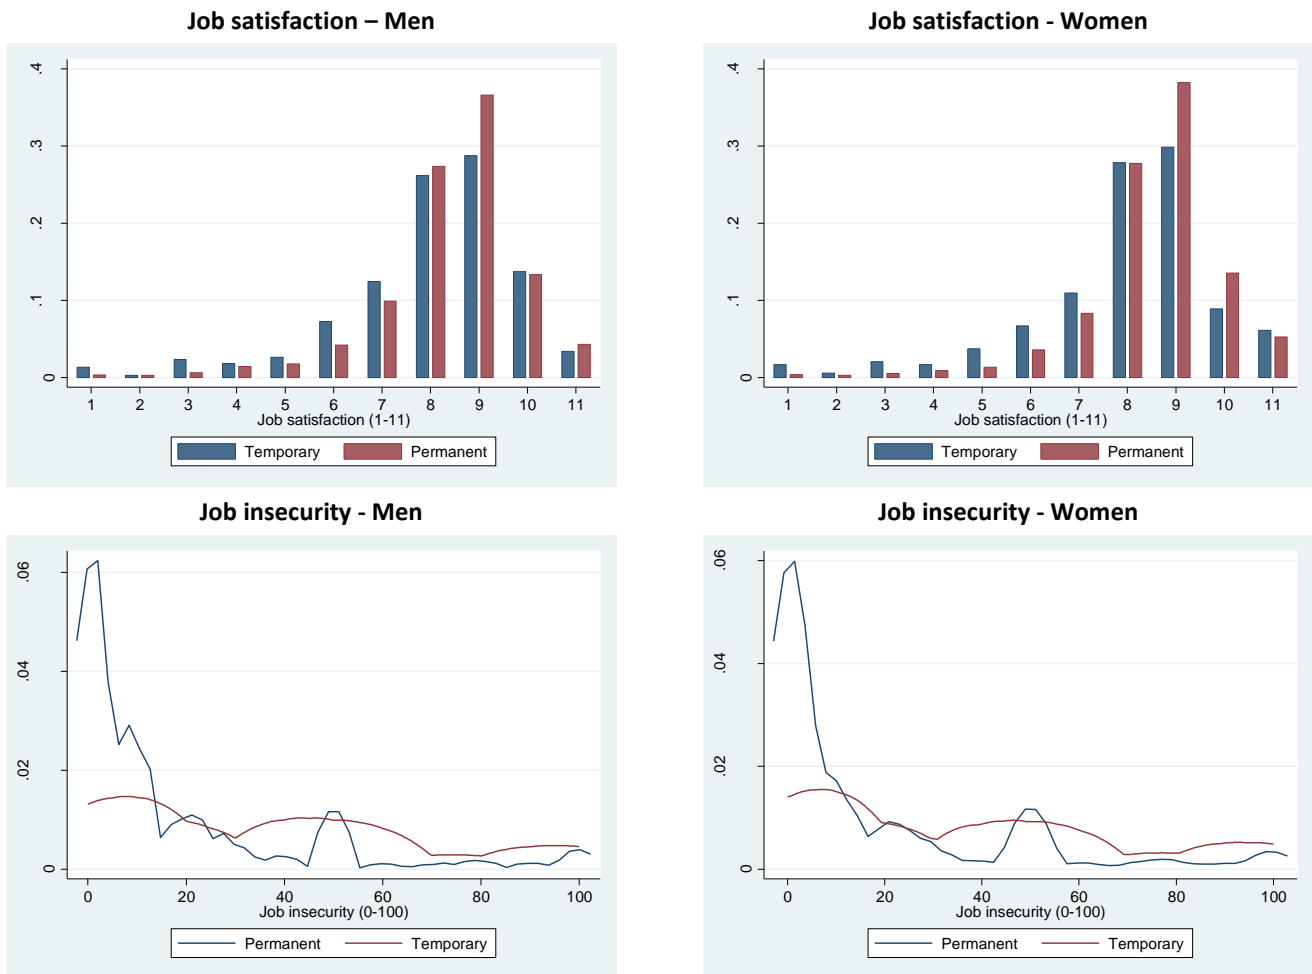 Job satisfaction – Men
.4
.3
.2
.1
0
1 2 3 4 5 6 7 8 9 10 11
Job satisfaction (1-11)
Temporary Permanent
Job satisfaction - Women
.4
.3
.2
.1
0
1 2 3 4 5 6 7 8 9 10 11
Job satisfaction (1-11)
Temporary Permanent
Job insecurity - Men
.06
.04
.02
0
0 20 40 60 80 100
Job insecurity (0-100)
Permanent Temporary
Job insecurity - Women
.06
.04
.02
0
0 20 40 60 80 100
Job insecurity (0-100)
Permanent Temporary